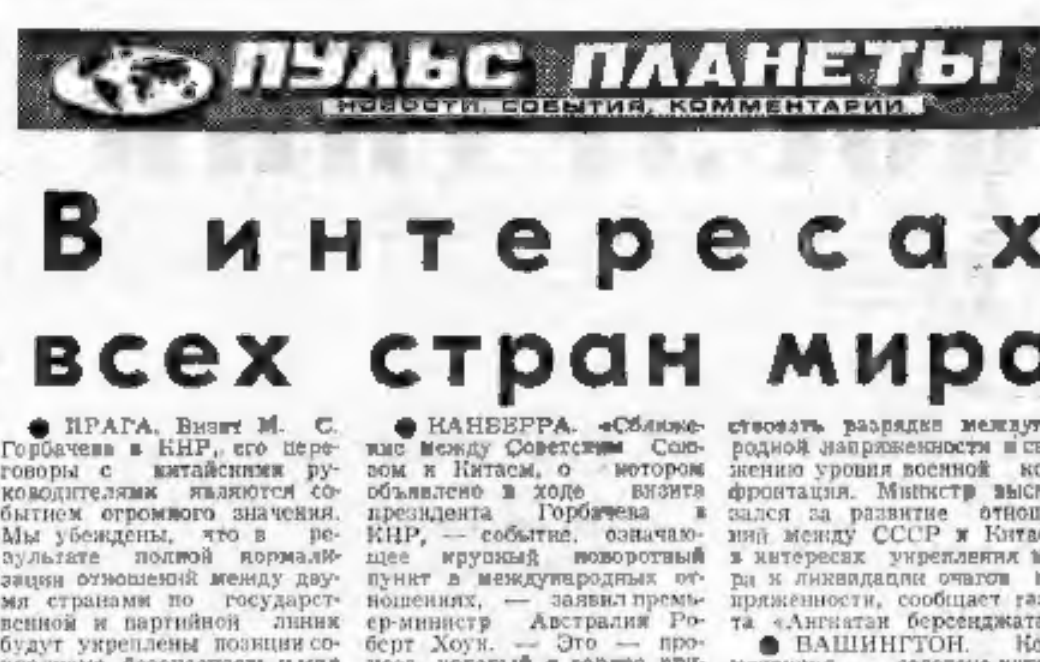 ПУЛЬС ПЛАНЕТЫ
НОВОСТИ, СОБЫТИЯ, КОММЕНТАРИИ
В интересах
всех стран мира
● ПРАГА. Визит М. С.
Горбачева в КНР, его пере-
говоры с китайскими ру-
ководителями являются со-
бытием огромного значения.
Мы убеждены, что в ре-
зультате полной нормали-
зации отношений между дву-
мя странами по государст-
венной и партийной линии
будут укреплены позиции со-
● КАНБЕРРА. «Сближе-
ние между Советским Сою-
зом и Китаем, о котором
объявлено в ходе визита
президента Горбачева в
КНР, — событие, означаю-
щее крупный поворотный
пункт в международных от-
ношениях, — заявил премь-
ер-министр Австралии Ро-
берт Хоук. — Это — про-
ствовать разрядке между
родной напряженности и
жению уровня военной ко
фронтации. Министр выс
зался за развитие отнош
ний между СССР и Кита
в интересах укрепления м
ра и ликвидации очагов
пряженности, сообщает газ
та «Ангкатан берсенджата
● ВАШИНГТОН.